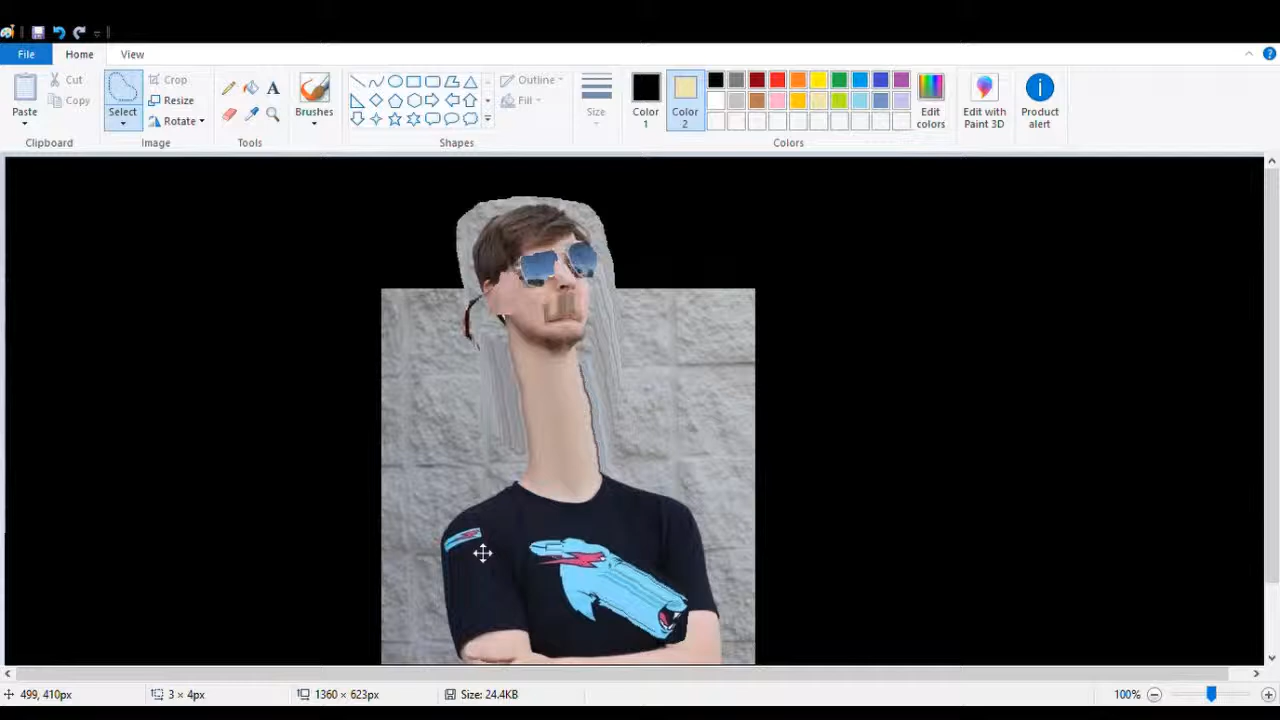 File Home View
Paste
Cut
Copy
Clipboard
Select
Crop
Resize
Rotate
Image
A
Tools
Brushes
Shapes
Outline
Fill
Size
Color 1
Color 2
Colors
Edit colors
Edit with Paint 3D
Product alert
499, 410px 3 × 4px 1360 × 623px Size: 24.4KB 100%